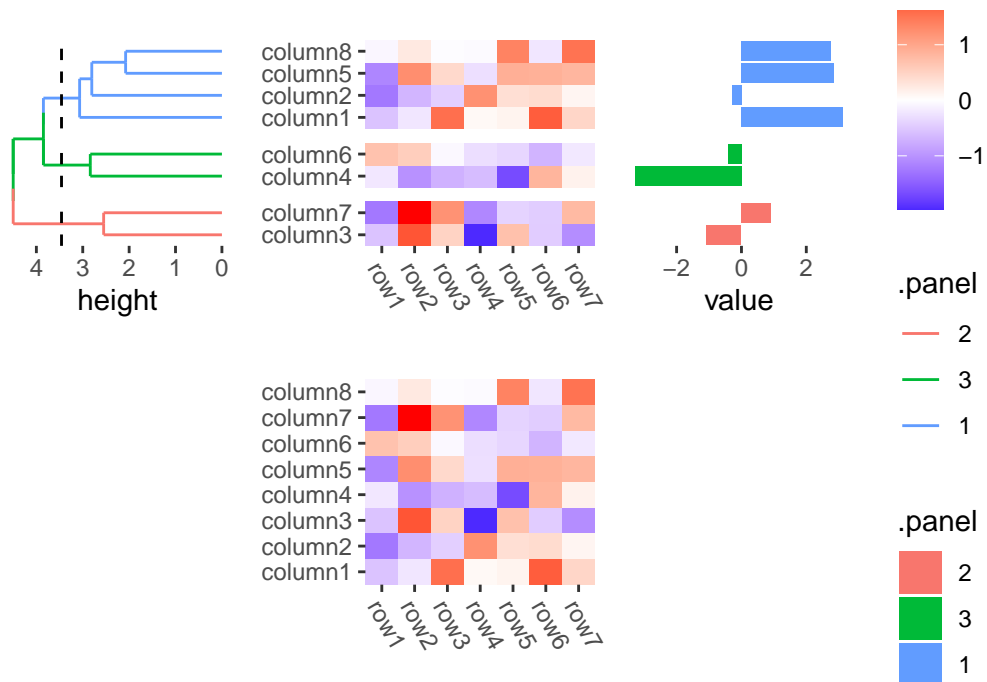 column8
column5
column2
column1
column6
column4
column7
column3
4 3 2 1 0
height
row1 row2 row3 row4 row5 row6 row7
−2 0 2
value
1
0
−1
.panel
2
3
1
column8
column7
column6
column5
column4
column3
column2
column1
row1 row2 row3 row4 row5 row6 row7
.panel
2
3
1